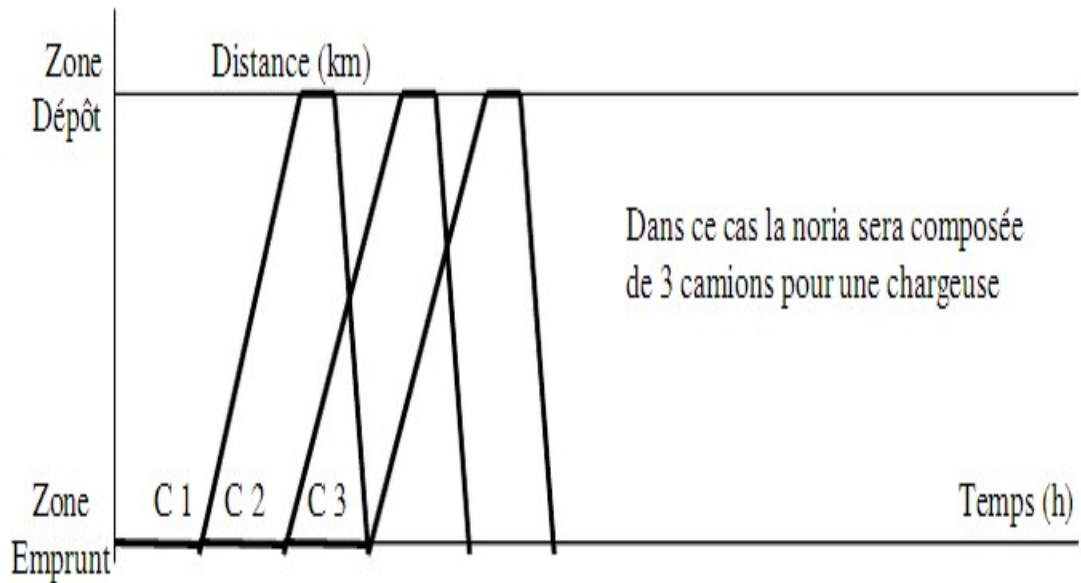 Zone
Dépôt
Distance (km)
Dans ce cas la noria sera composée
de 3 camions pour une chargeuse
Zone
Emprunt
C 1
C 2
C 3
Temps (h)